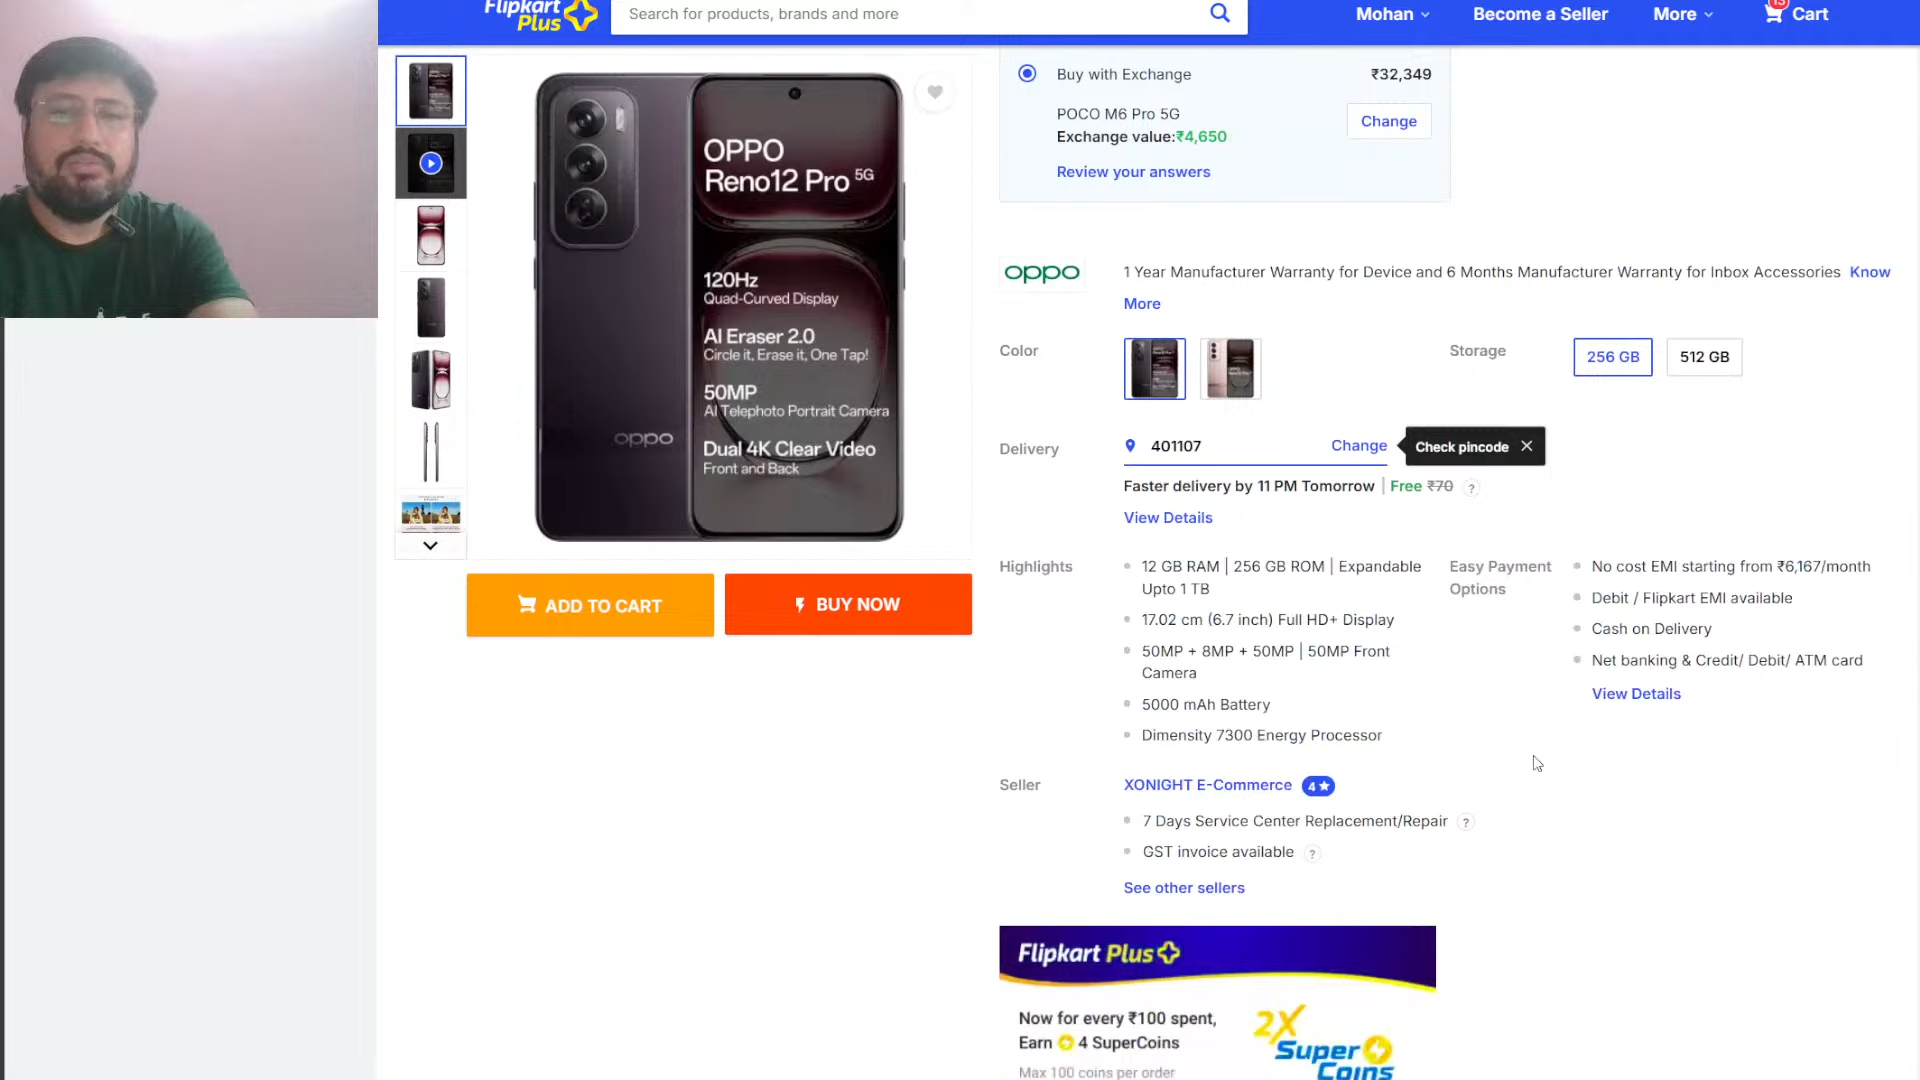 Flipkart
Plus
Search for products, brands and more
Mohan
Become a Seller
More
13
Cart
Buy with Exchange
₹32,349
POCO M6 Pro 5G
Exchange value:₹4,650
Change
Review your answers
OPPO
Reno12 Pro 5G
120Hz
Quad-Curved Display
AI Eraser 2.0
Circle it, Erase it, One Tap!
50MP
AI Telephoto Portrait Camera
Dual 4K Clear Video
Front and Back
oppo
ADD TO CART
BUY NOW
oppo
1 Year Manufacturer Warranty for Device and 6 Months Manufacturer Warranty for Inbox Accessories Know
More
Color
Storage
256 GB
512 GB
Delivery
401107
Change
Check pincode
Faster delivery by 11 PM Tomorrow | Free ₹70 ?
View Details
Highlights
12 GB RAM | 256 GB ROM | Expandable
Upto 1 TB
17.02 cm (6.7 inch) Full HD+ Display
50MP + 8MP + 50MP | 50MP Front
Camera
5000 mAh Battery
Dimensity 7300 Energy Processor
Easy Payment
Options
No cost EMI starting from ₹6,167/month
Debit / Flipkart EMI available
Cash on Delivery
Net banking & Credit/ Debit/ ATM card
View Details
Seller
XONIGHT E-Commerce 4★
7 Days Service Center Replacement/Repair ?
GST invoice available ?
See other sellers
Flipkart Plus
Now for every ₹100 spent,
Earn 4 SuperCoins
Max 100 coins per order
2X
Super
Coins